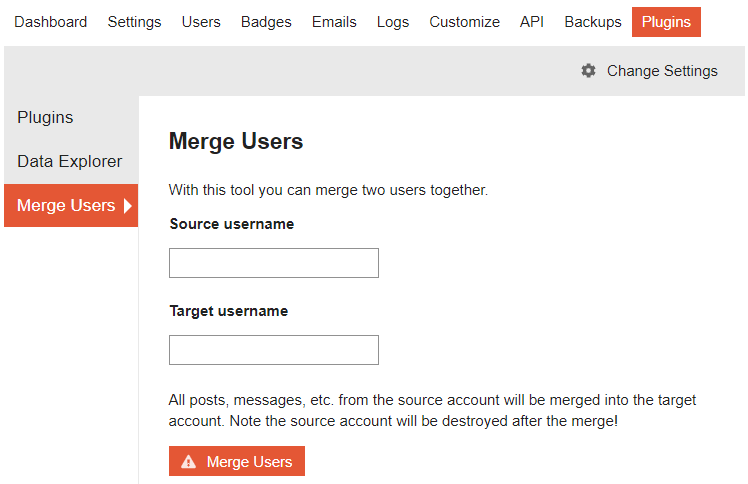 Dashboard Settings Users Badges Emails Logs Customize API Backups Plugins
Change Settings
Plugins
Data Explorer
Merge Users
Merge Users
With this tool you can merge two users together.
Source username
Target username
All posts, messages, etc. from the source account will be merged into the target
account. Note the source account will be destroyed after the merge!
Merge Users